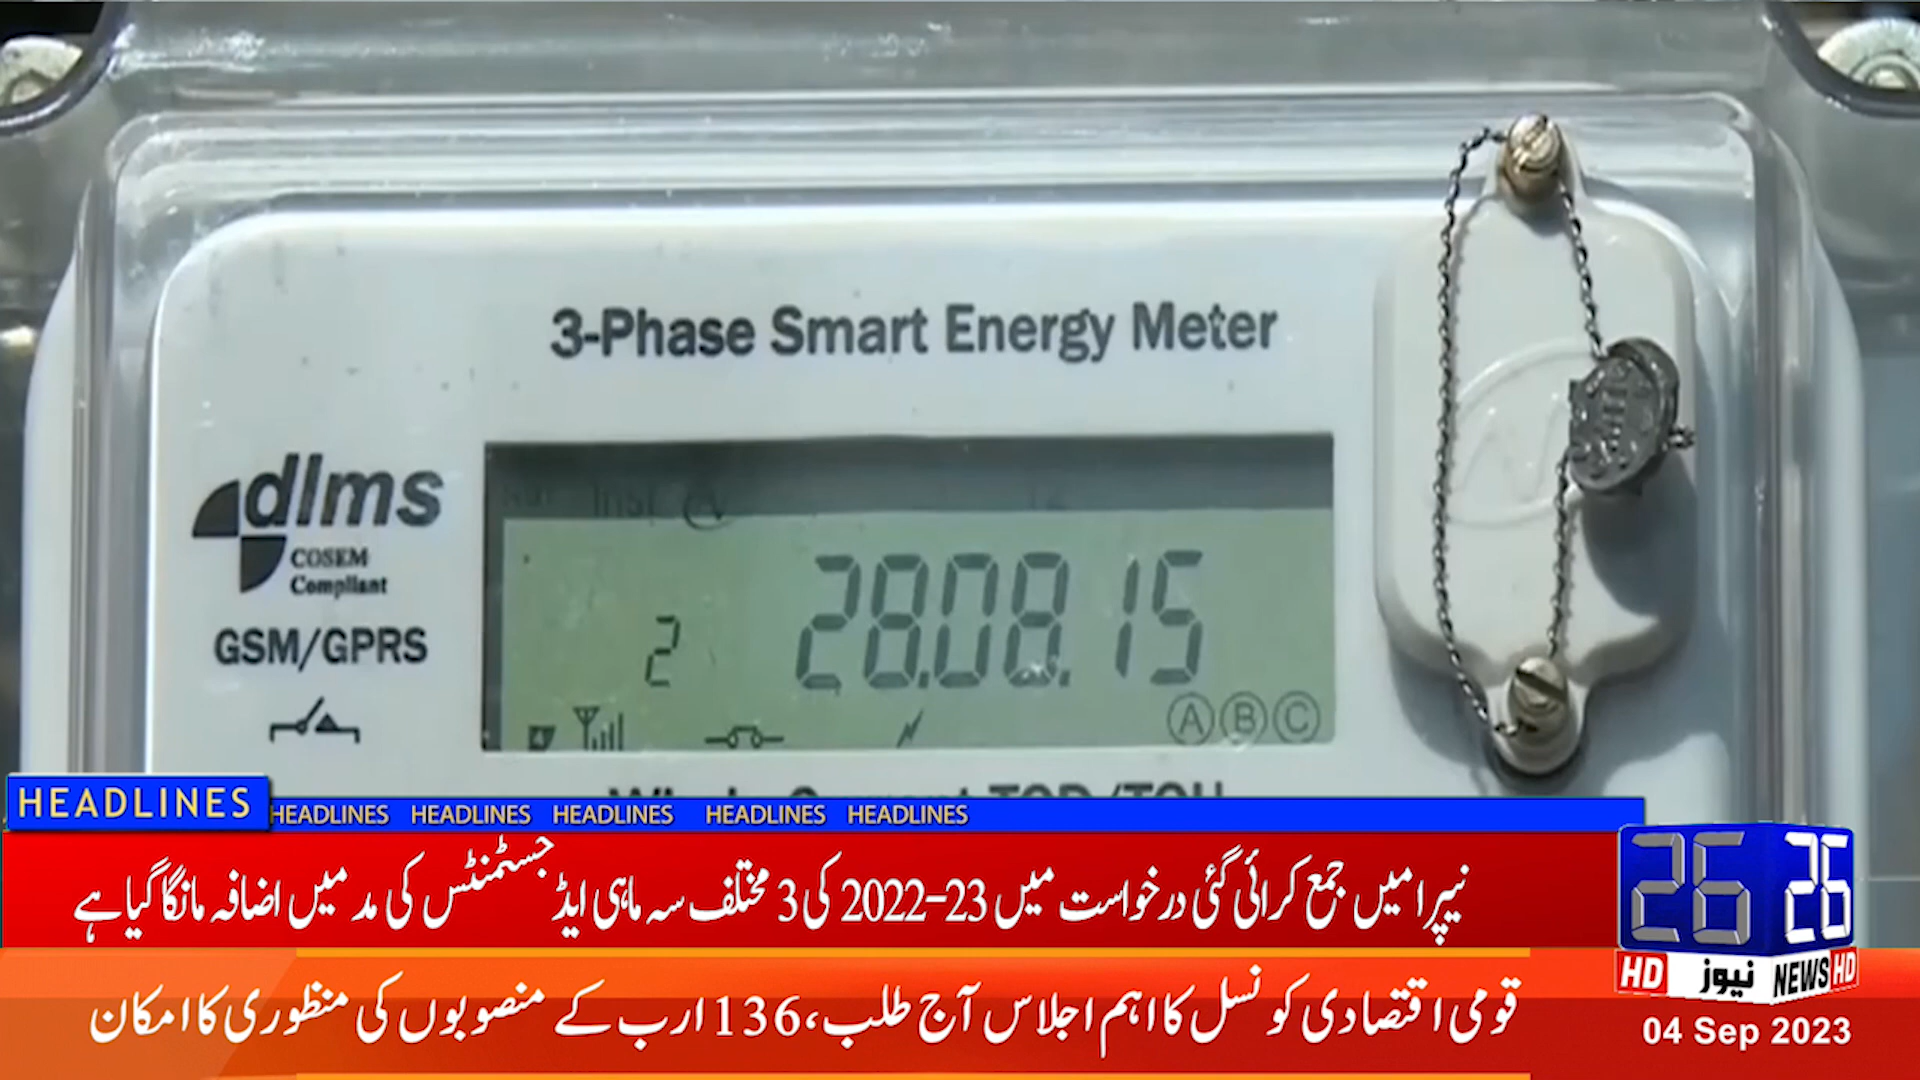 3-Phase Smart Energy Meter
dlms
COSEM
Compliant
GSM/GPRS
2 28.08.15
A B C
HEADLINES
HEADLINES HEADLINES HEADLINES HEADLINES HEADLINES
نیپرا میں جمع کرائی گئی درخواست میں 23-2022 کی 3 مختلف سہ ماہی ایڈجسٹمنٹس کی مد میں اضافہ مانگا گیا ہے
قومی اقتصادی کونسل کا اہم اجلاس آج طلب، 136 ارب کے منصوبوں کی منظوری کا امکان
26 26
HD نیوز NEWS HD
04 Sep 2023